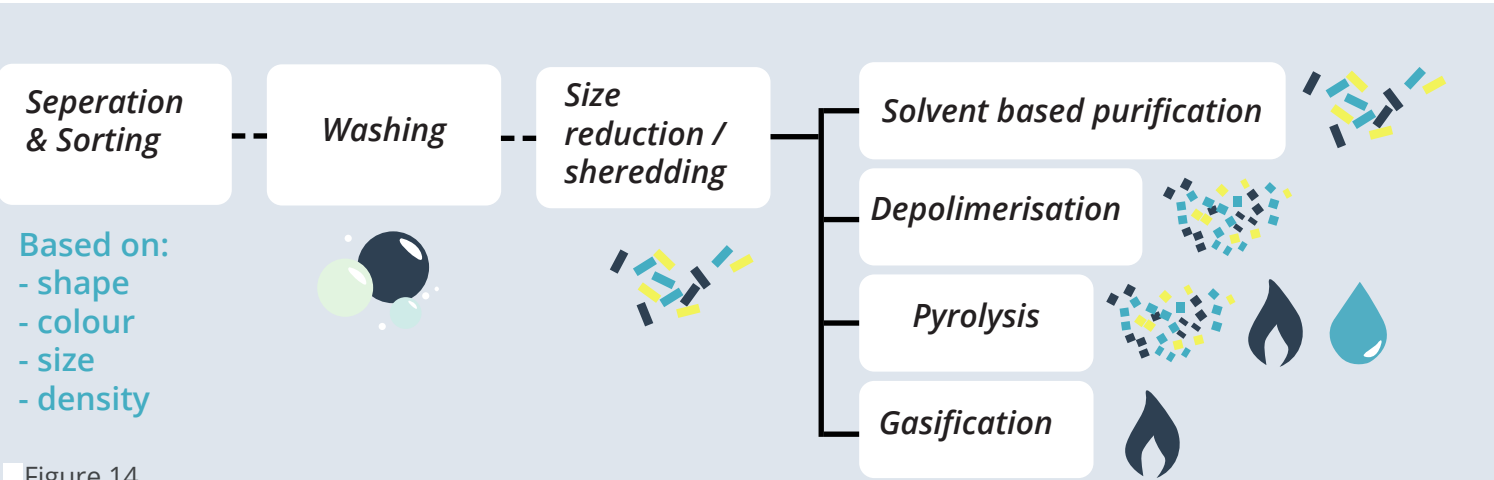 Seperation
& Sorting
Washing
Size
reduction /
sheredding
Solvent based purification
Depolimerisation
Pyrolysis
Gasification
Based on:
- shape
- colour
- size
- density
Figure 14